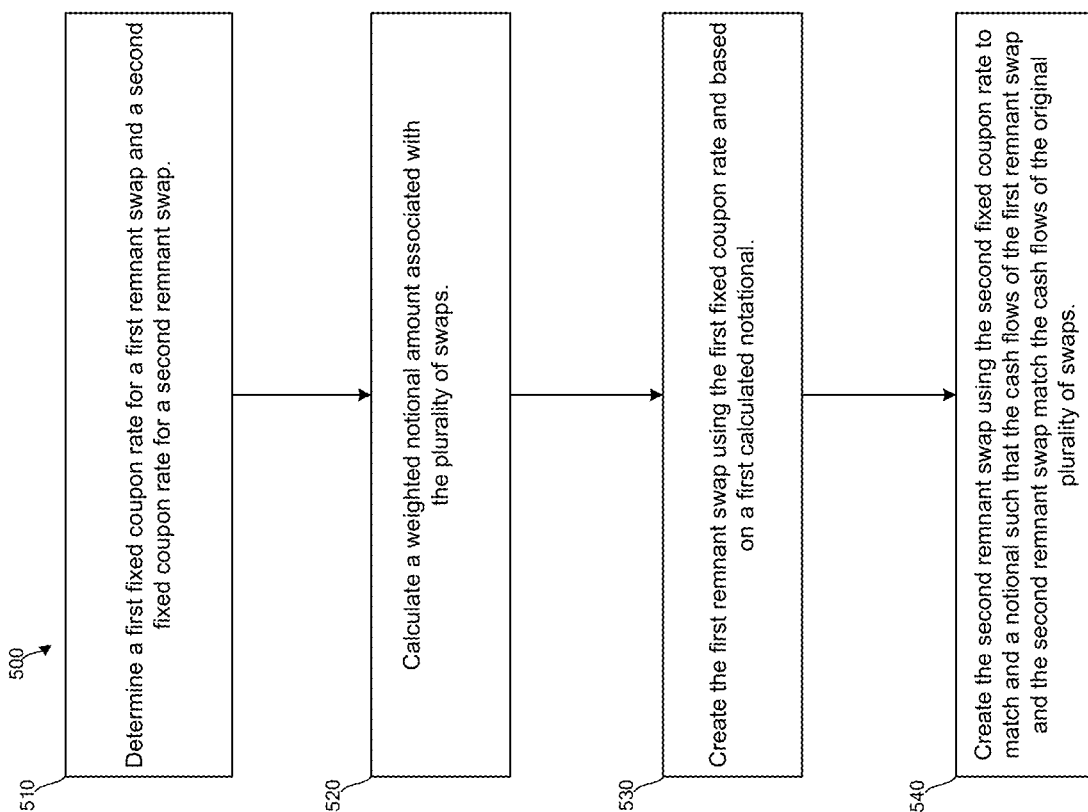 500
510
Determine a first fixed coupon rate for a first remnant swap and a second
fixed coupon rate for a second remnant swap.
520
Calculate a weighted notional amount associated with
the plurality of swaps.
530
Create the first remnant swap using the first fixed coupon rate and based
on a first calculated notational.
540
Create the second remnant swap using the second fixed coupon rate to
match and a notional such that the cash flows of the first remnant swap
and the second remnant swap match the cash flows of the original
plurality of swaps.